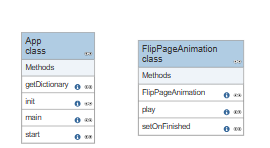 App
class
Methods
getDictionary
init
main
start
FlipPageAnimation
class
Methods
FlipPageAnimation
play
setOnFinished